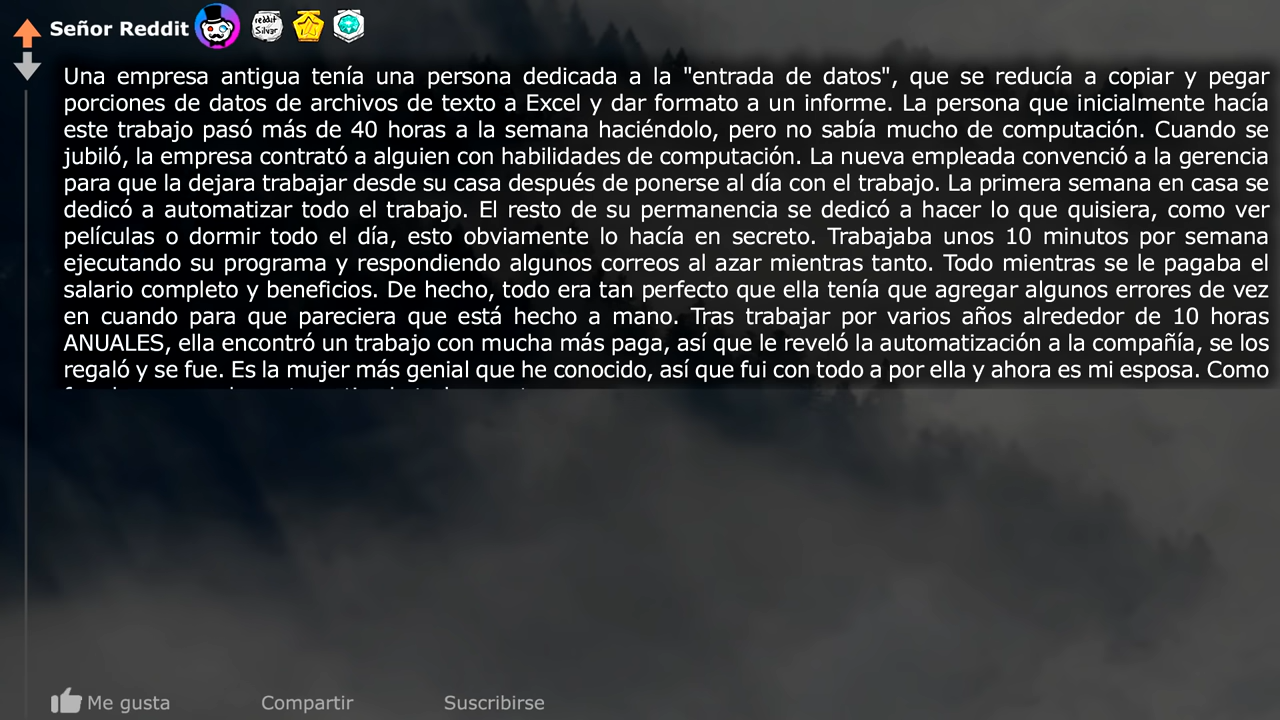 Señor Reddit
reddit
Silver
Una empresa antigua tenía una persona dedicada a la "entrada de datos", que se reducía a copiar y pegar
porciones de datos de archivos de texto a Excel y dar formato a un informe. La persona que inicialmente hacía
este trabajo pasó más de 40 horas a la semana haciéndolo, pero no sabía mucho de computación. Cuando se
jubiló, la empresa contrató a alguien con habilidades de computación. La nueva empleada convenció a la gerencia
para que la dejara trabajar desde su casa después de ponerse al día con el trabajo. La primera semana en casa se
dedicó a automatizar todo el trabajo. El resto de su permanencia se dedicó a hacer lo que quisiera, como ver
películas o dormir todo el día, esto obviamente lo hacía en secreto. Trabajaba unos 10 minutos por semana
ejecutando su programa y respondiendo algunos correos al azar mientras tanto. Todo mientras se le pagaba el
salario completo y beneficios. De hecho, todo era tan perfecto que ella tenía que agregar algunos errores de vez
en cuando para que pareciera que está hecho a mano. Tras trabajar por varios años alrededor de 10 horas
ANUALES, ella encontró un trabajo con mucha más paga, así que le reveló la automatización a la compañía, se los
regaló y se fue. Es la mujer más genial que he conocido, así que fui con todo a por ella y ahora es mi esposa. Como
Me gusta
Compartir
Suscribirse